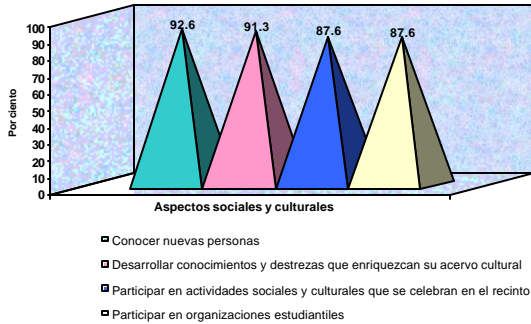 92.6
91.3
87.6
87.6
100
90
80
70
60
50
40
30
20
10
0
Por ciento
Aspectos sociales y culturales
Conocer nuevas personas
Desarrollar conocimientos y destrezas que enriquezcan su acervo cultural
Participar en actividades sociales y culturales que se celebran en el recinto
Participar en organizaciones estudiantiles